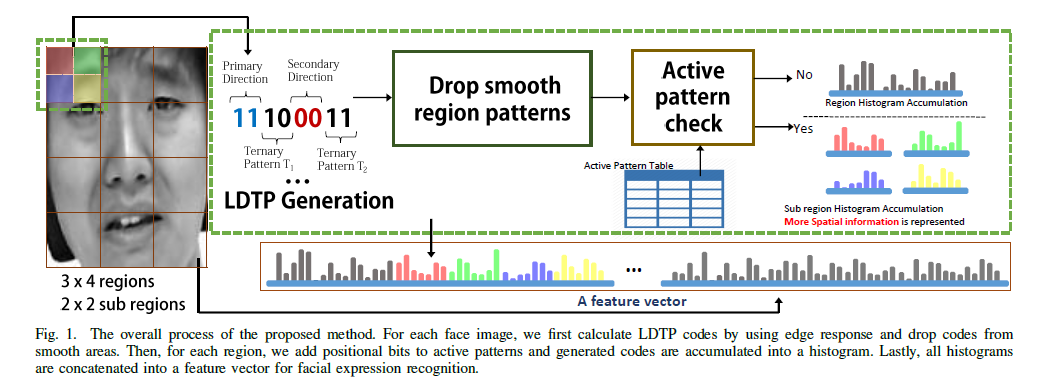 Primary
Direction
Secondary
Direction
11100011
Ternary
Pattern T1
Ternary
Pattern T2
...
LDTP Generation
Drop smooth
region patterns
Active
pattern
check
Active Pattern Table
No
Region Histogram Accumulation
Yes
Sub region Histogram Accumulation
More Spatial information is represented
3 x 4 regions
2 x 2 sub regions
...
A feature vector
Fig. 1. The overall process of the proposed method. For each face image, we first calculate LDTP codes by using edge response and drop codes from
smooth areas. Then, for each region, we add positional bits to active patterns and generated codes are accumulated into a histogram. Lastly, all histograms
are concatenated into a feature vector for facial expression recognition.